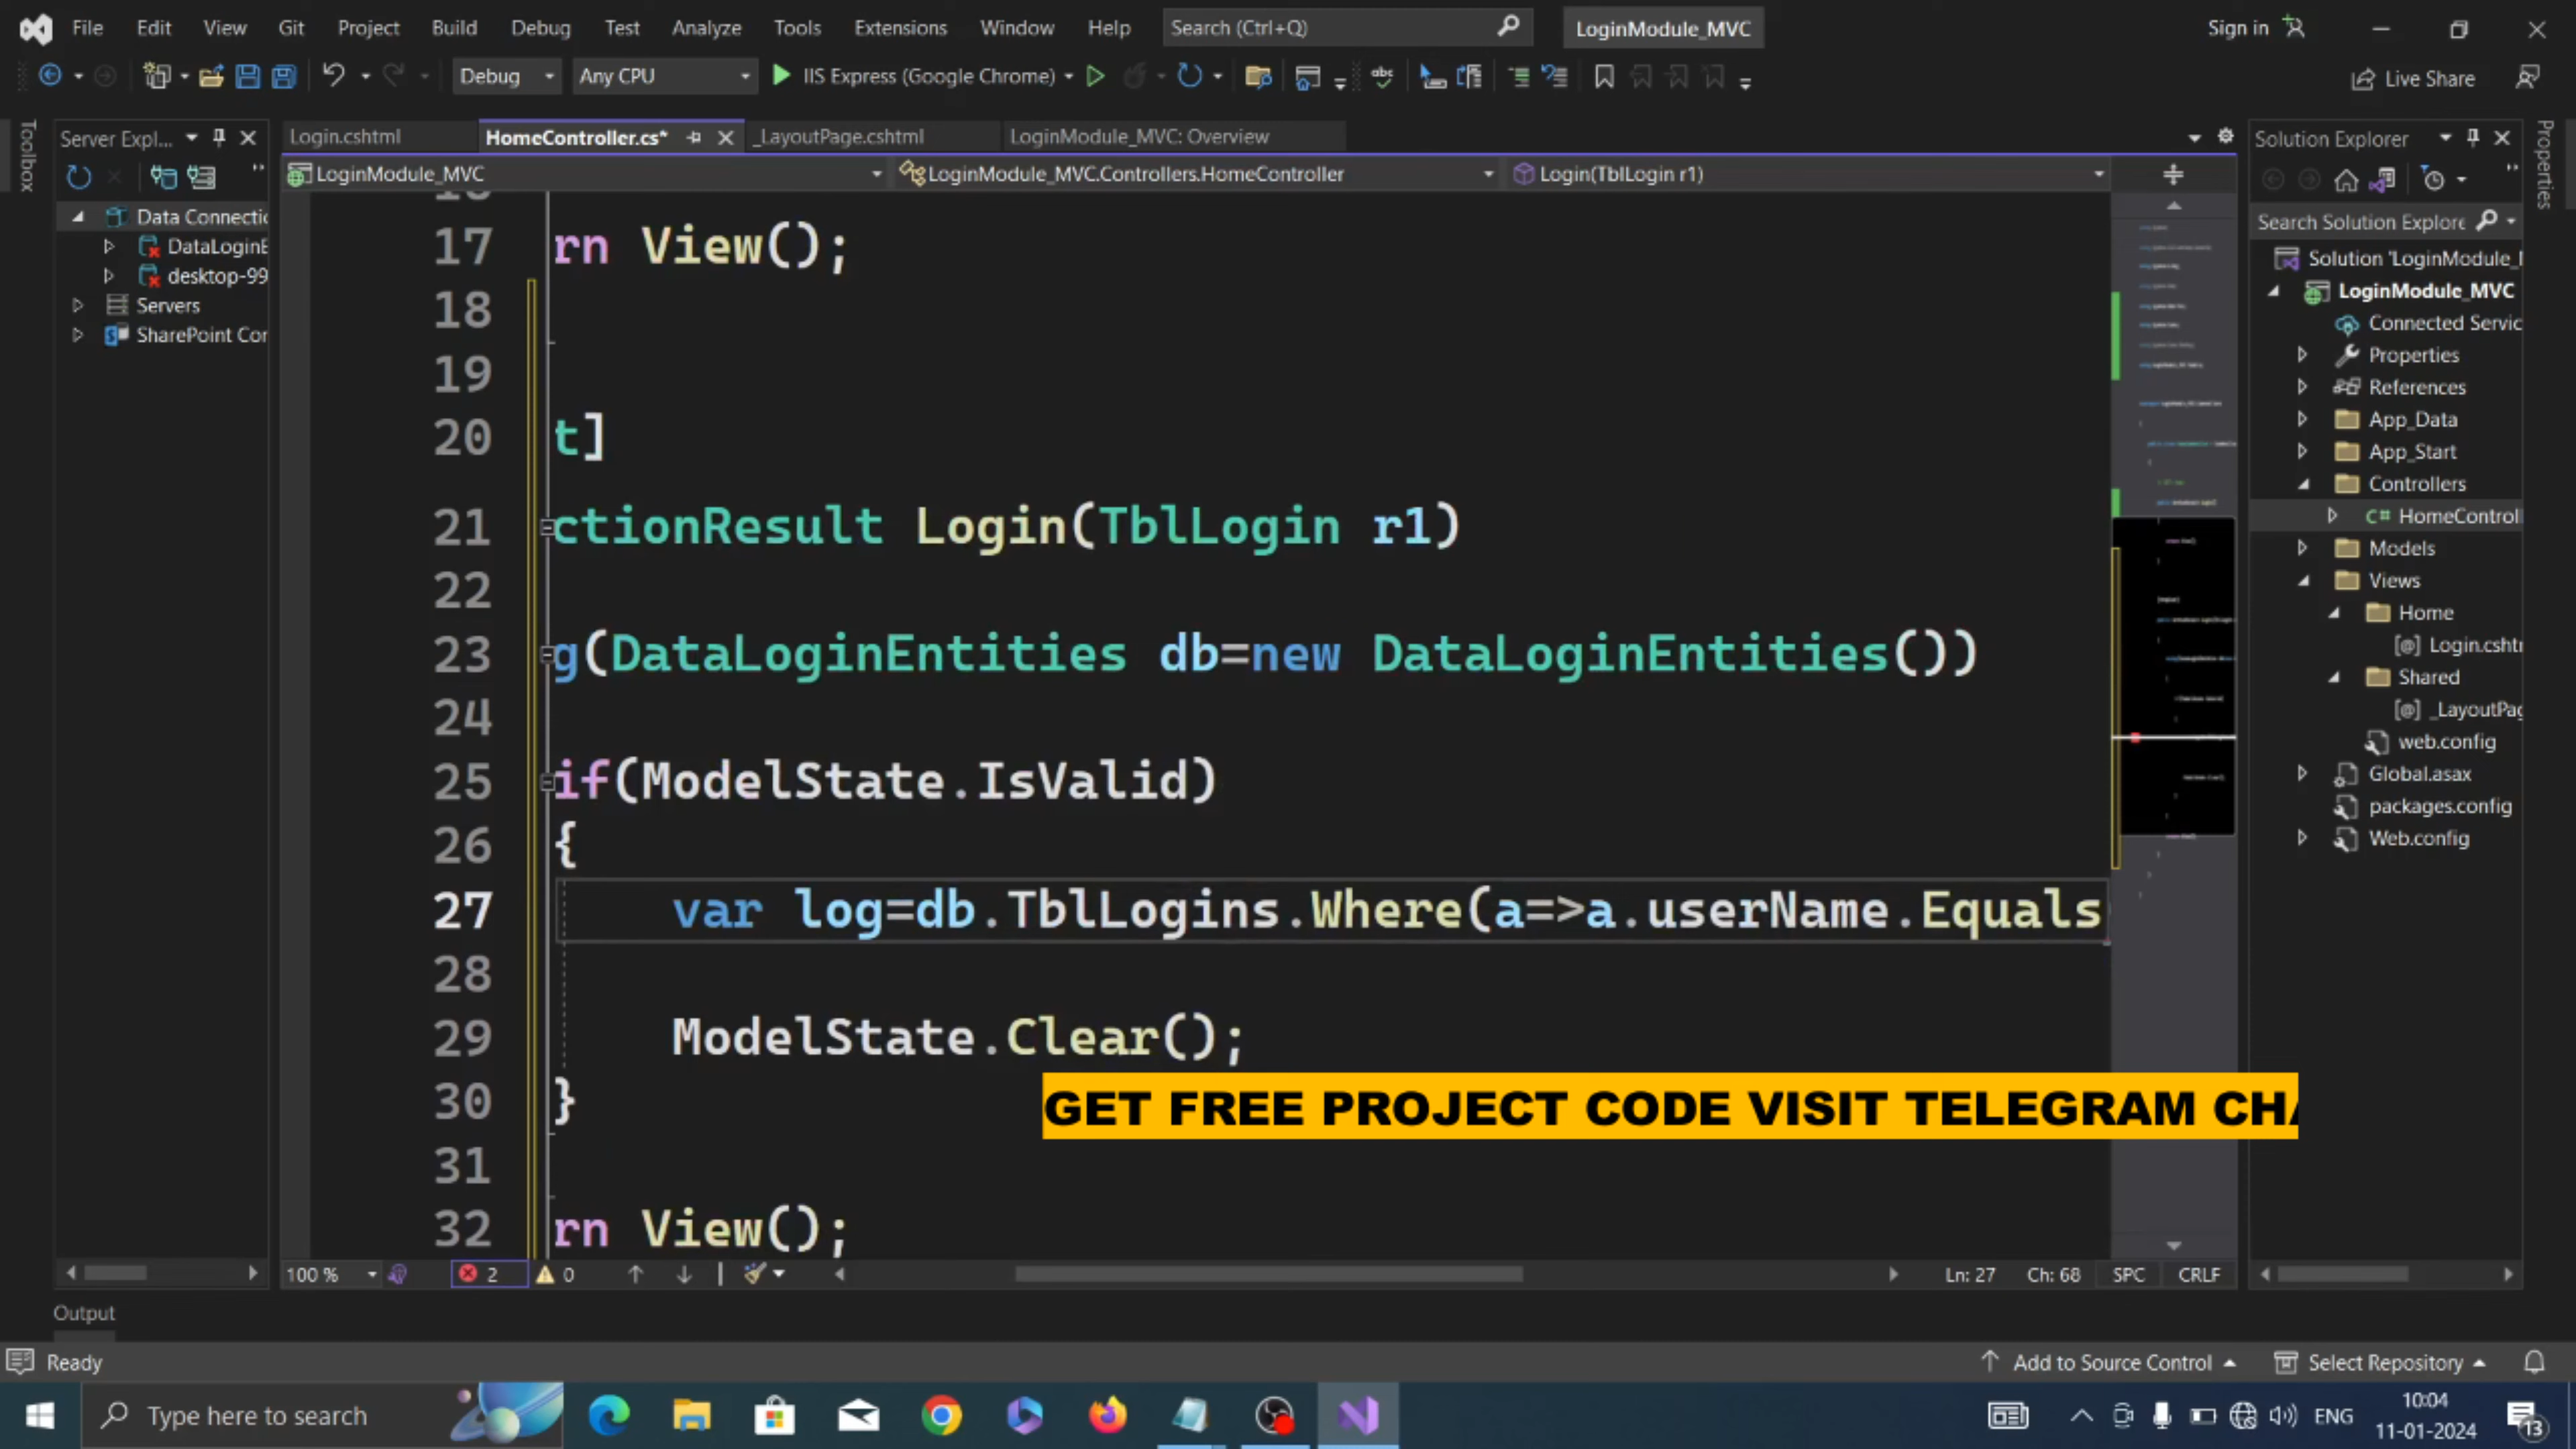 File Edit View Git Project Build Debug Test Analyze Tools Extensions Window Help Search (Ctrl+Q) LoginModule_MVC Sign in
Debug Any CPU IIS Express (Google Chrome) Live Share
Toolbox
Server Expl...
Data Connectic
DataLoginE
desktop-99
Servers
SharePoint Cor
Login.cshtml HomeController.cs* _LayoutPage.cshtml LoginModule_MVC: Overview
LoginModule_MVC LoginModule_MVC.Controllers.HomeController Login(TblLogin r1)
17 rn View();
18
19
20 t]
21 ctionResult Login(TblLogin r1)
22
23 g(DataLoginEntities db=new DataLoginEntities())
24
25 if(ModelState.IsValid)
26 {
27 var log=db.TblLogins.Where(a=>a.userName.Equals
28
29 ModelState.Clear();
30 }
31
32 rn View();
GET FREE PROJECT CODE VISIT TELEGRAM CHA
100 % 2 0 Ln: 27 Ch: 68 SPC CRLF
Solution Explorer
Search Solution Explore
Solution 'LoginModule_
LoginModule_MVC
Connected Servic
Properties
References
App_Data
App_Start
Controllers
C# HomeControl
Models
Views
Home
[@] Login.csht
Shared
[@] _LayoutPag
web.config
Global.asax
packages.config
Web.config
Properties
Output
Ready Add to Source Control Select Repository
Type here to search ENG 10:04
11-01-2024
13